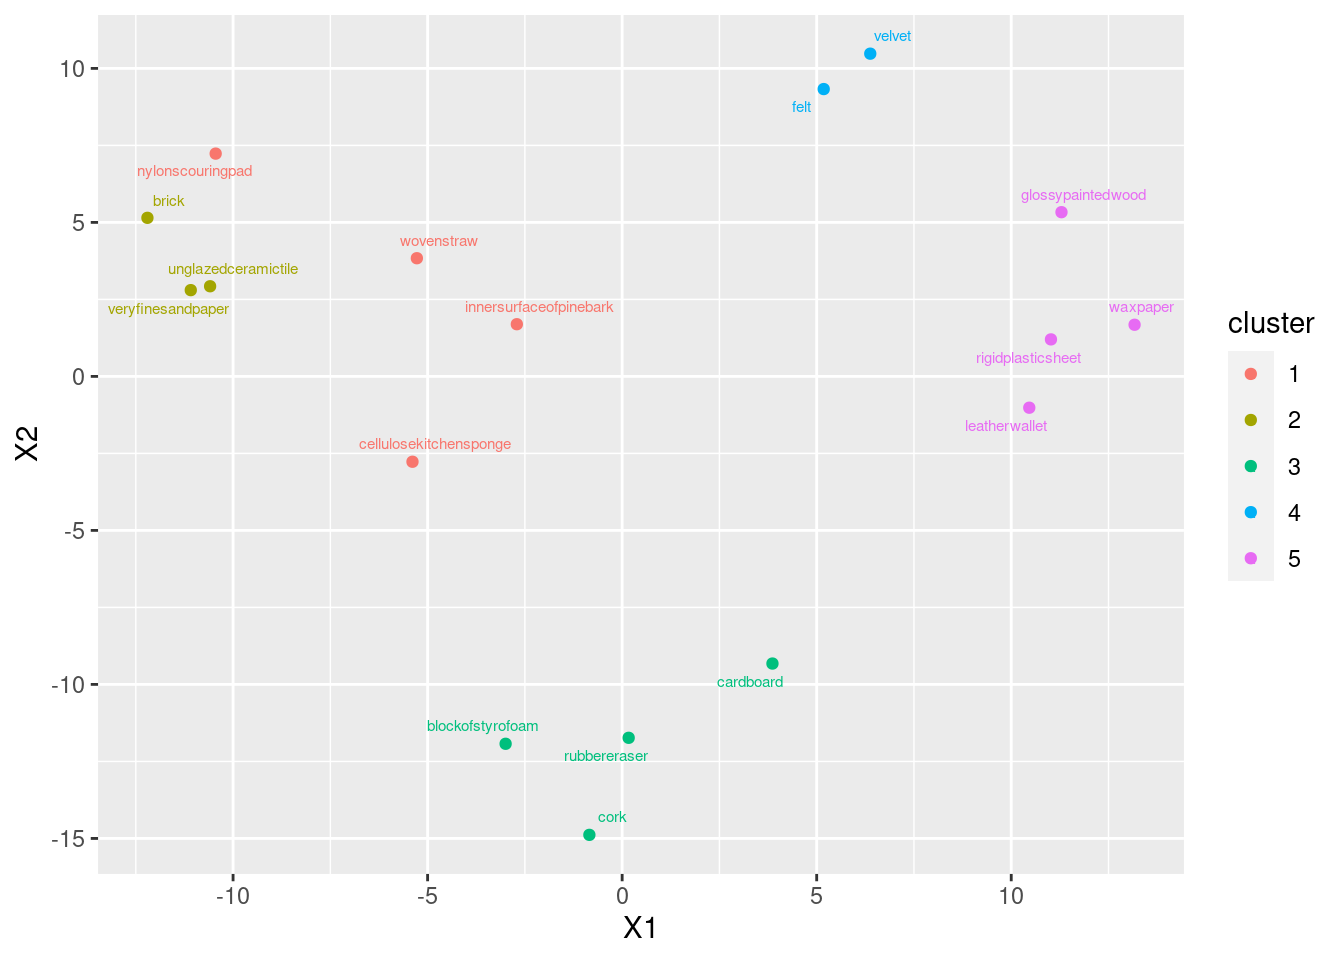 velvet
felt
nylonscouringpad
brick
glossypaintedwood
wovenstraw
unglazedceramictile
veryfinesandpaper
innersurfaceofpinebark
waxpaper
rigidplasticsheet
leatherwallet
cellulosekitchensponge
cardboard
blockofstyrofoam
rubbereraser
cork
10
5
0
-5
-10
-15
X2
-10
-5
0
5
10
X1
cluster
1
2
3
4
5